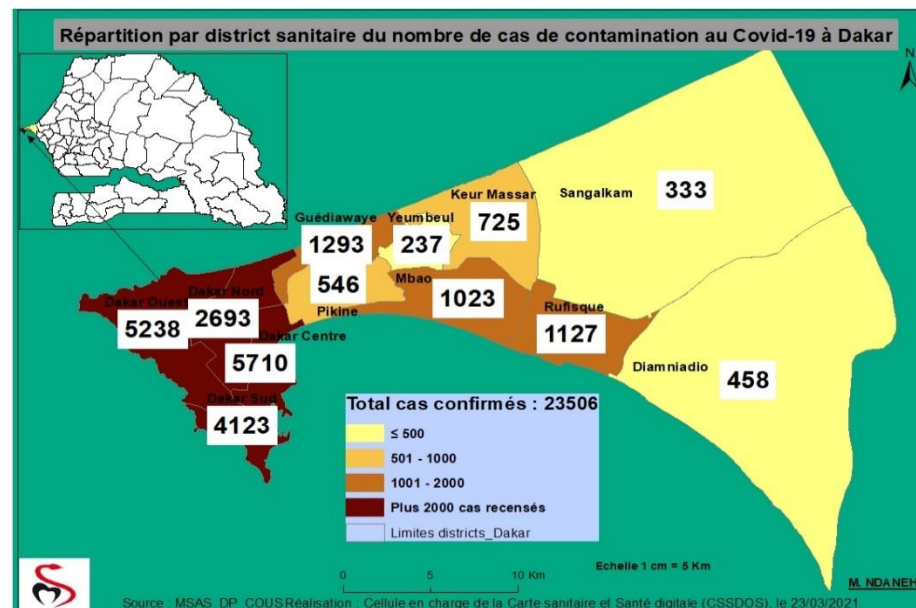 Répartition par district sanitaire du nombre de cas de contamination au Covid-19 à Dakar
N
Keur Massar
725
Sangalkam
333
Guédiawaye
1293
Yeumbeul
237
Mbao
1023
546
Pikine
Rufisque
1127
Dakar Ouest
5238
Dakar Nord
2693
Dakar Centre
5710
Dakar Sud
4123
Diamniadio
458
Total cas confirmés : 23506
≤ 500
501 - 1000
1001 - 2000
Plus 2000 cas recensés
Limites districts_Dakar
0 5 10 Km
Echelle 1 cm = 5 Km
M. NDANEH
Source : MSAS_DP_COUS Réalisation : Cellule en charge de la Carte sanitaire et Santé digitale (CSSDOS), le 23/03/2021